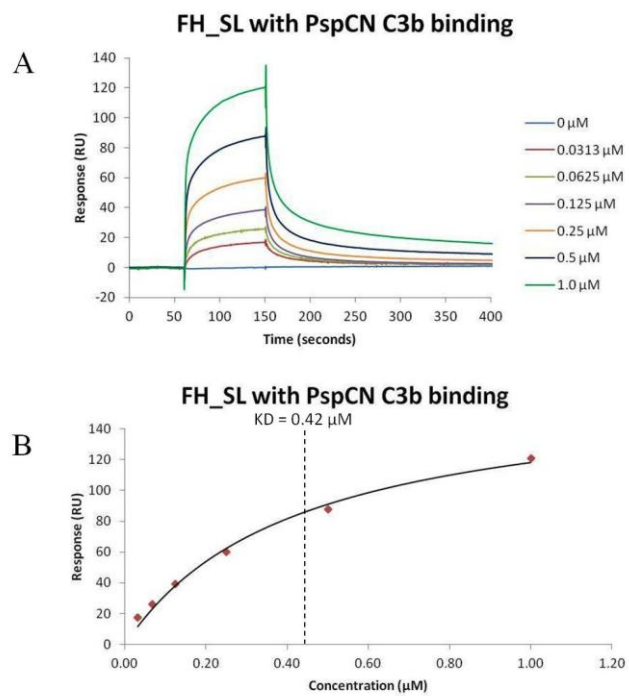 FH_SL with PspCN C3b binding
A
140
120
100
80
60
40
20
0
-20
Response (RU)
0 50 100 150 200 250 300 350 400
Time (seconds)
0 µM
0.0313 µM
0.0625 µM
0.125 µM
0.25 µM
0.5 µM
1.0 µM
FH_SL with PspCN C3b binding
KD = 0.42 µM
B
140
120
100
80
60
40
20
0
Response (RU)
0.00 0.20 0.40 0.60 0.80 1.00 1.20
Concentration (µM)